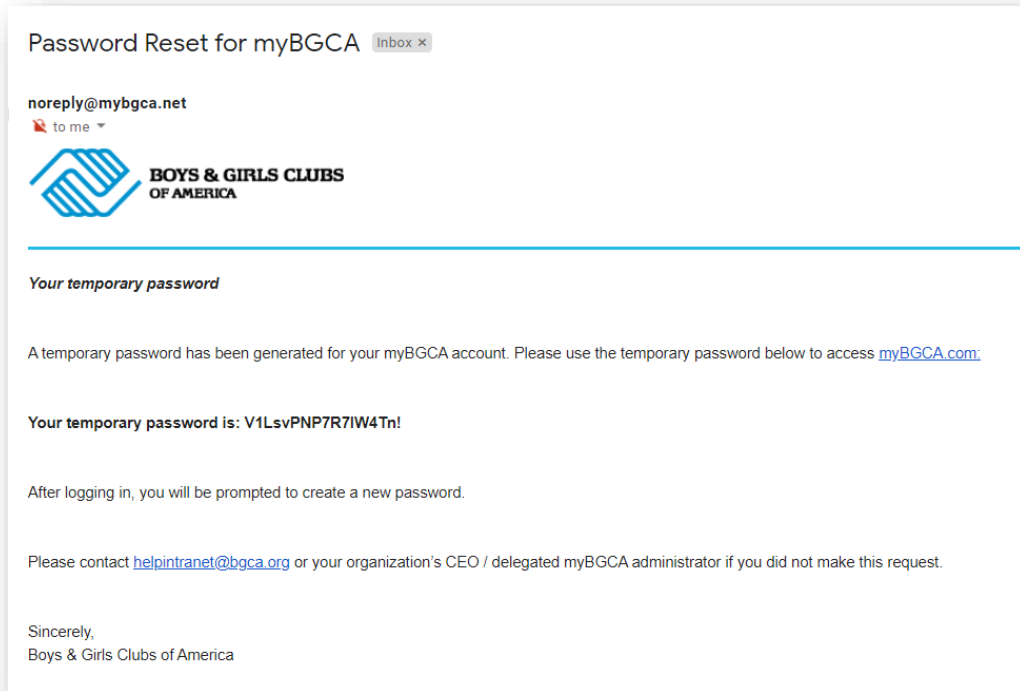 Password Reset for myBGCA Inbox ×
noreply@mybgca.net
to me
BOYS & GIRLS CLUBS
OF AMERICA
Your temporary password
A temporary password has been generated for your myBGCA account. Please use the temporary password below to access myBGCA.com:
Your temporary password is: V1LsvPNP7R7IW4Tn!
After logging in, you will be prompted to create a new password.
Please contact helpintranet@bgca.org or your organization's CEO / delegated myBGCA administrator if you did not make this request.
Sincerely,
Boys & Girls Clubs of America